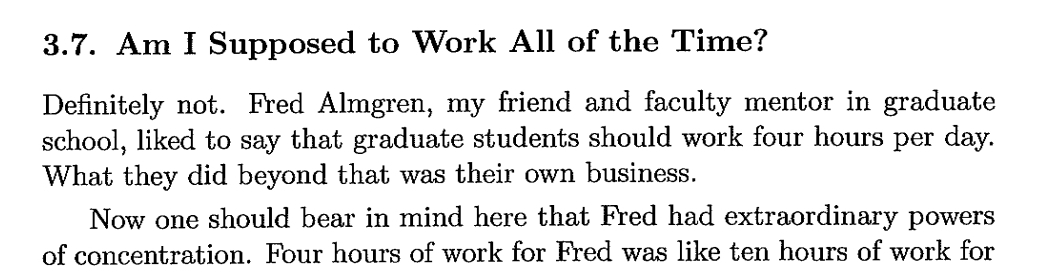 3.7. Am I Supposed to Work All of the Time?
Definitely not. Fred Almgren, my friend and faculty mentor in graduate
school, liked to say that graduate students should work four hours per day.
What they did beyond that was their own business.
Now one should bear in mind here that Fred had extraordinary powers
of concentration. Four hours of work for Fred was like ten hours of work for